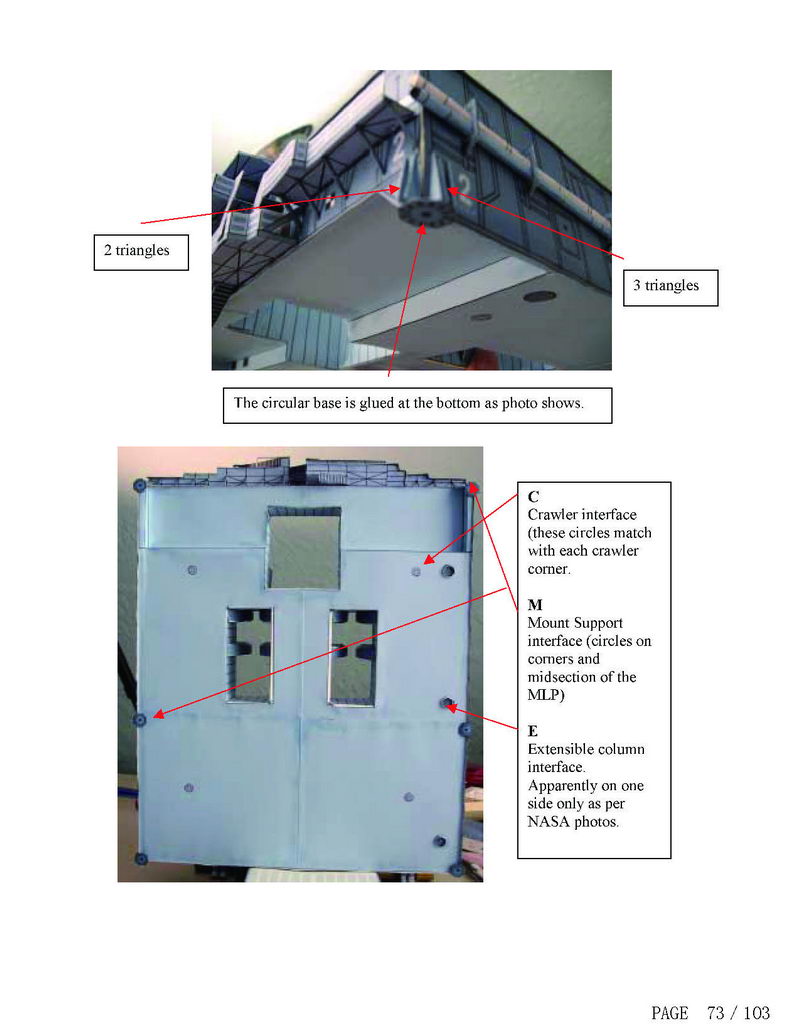 2 triangles
3 triangles
The circular base is glued at the bottom as photo shows.
2
2
C
Crawler interface
(these circles match
with each crawler
corner.
M
Mount Support
interface (circles on
corners and
midsection of the
MLP)
E
Extensible column
interface.
Apparently on one
side only as per
NASA photos.
PAGE 73 / 103